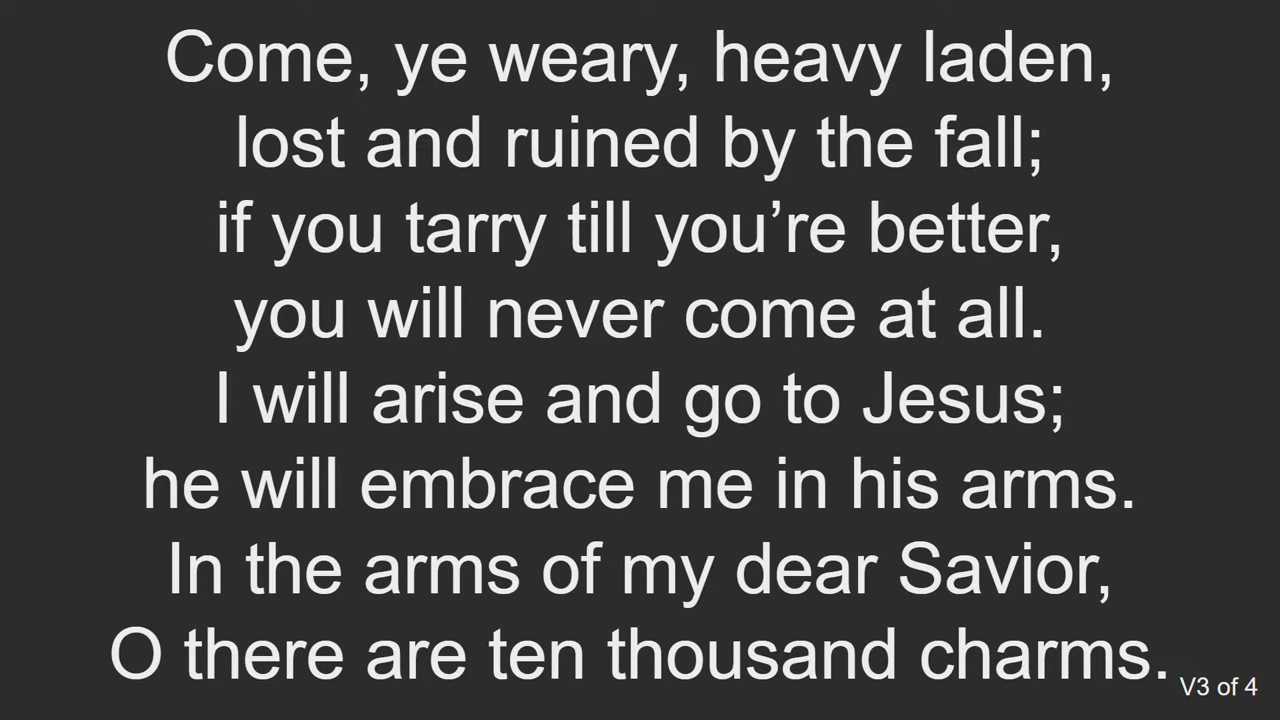 Come, ye weary, heavy laden,
lost and ruined by the fall;
if you tarry till you’re better,
you will never come at all.
I will arise and go to Jesus;
he will embrace me in his arms.
In the arms of my dear Savior,
O there are ten thousand charms.
V3 of 4